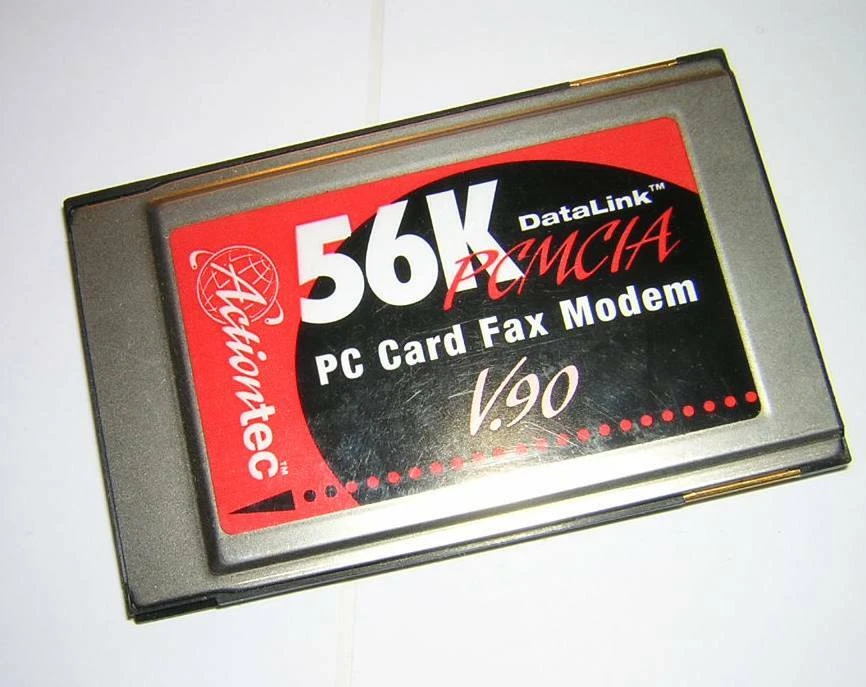 Actiontec™
56K
DataLink™
PCMCIA
PC Card Fax Modem
V.90